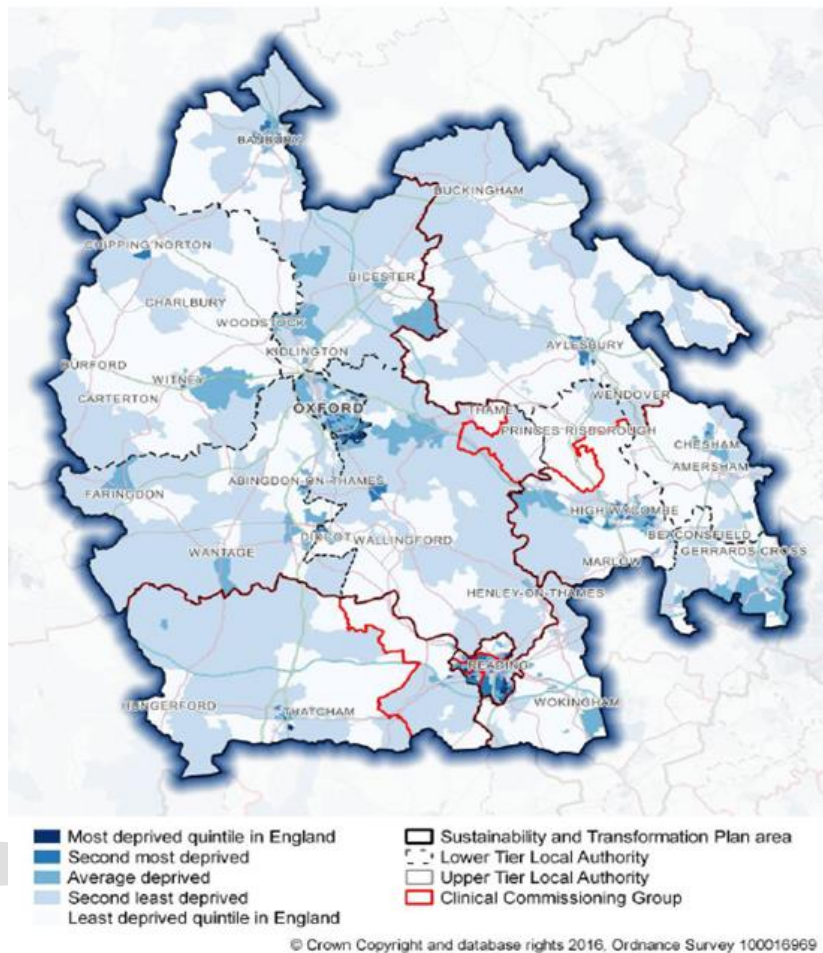 BANBURY
BUCKINGHAM
CHIPPING NORTON
BICESTER
CHARLBURY
WOODSTOCK
AYLESBURY
KIDLINGTON
BURFORD
WITNEY
WENDOVER
CARTERTON
OXFORD
THAME
PRINCES RISBOROUGH
CHESHAM
AMERSHAM
ABINGDON-ON-THAMES
FARINGDON
HIGH WYCOMBE
DIDCOT
WALLINGFORD
BEACONSFIELD
WANTAGE
GERRARDS CROSS
MARLOW
HENLEY-ON-THAMES
READING
WOKINGHAM
HUNGERFORD
THATCHAM
Most deprived quintile in England
Second most deprived
Average deprived
Second least deprived
Least deprived quintile in England
Sustainability and Transformation Plan area
Lower Tier Local Authority
Upper Tier Local Authority
Clinical Commissioning Group
© Crown Copyright and database rights 2016, Ordnance Survey 100016969